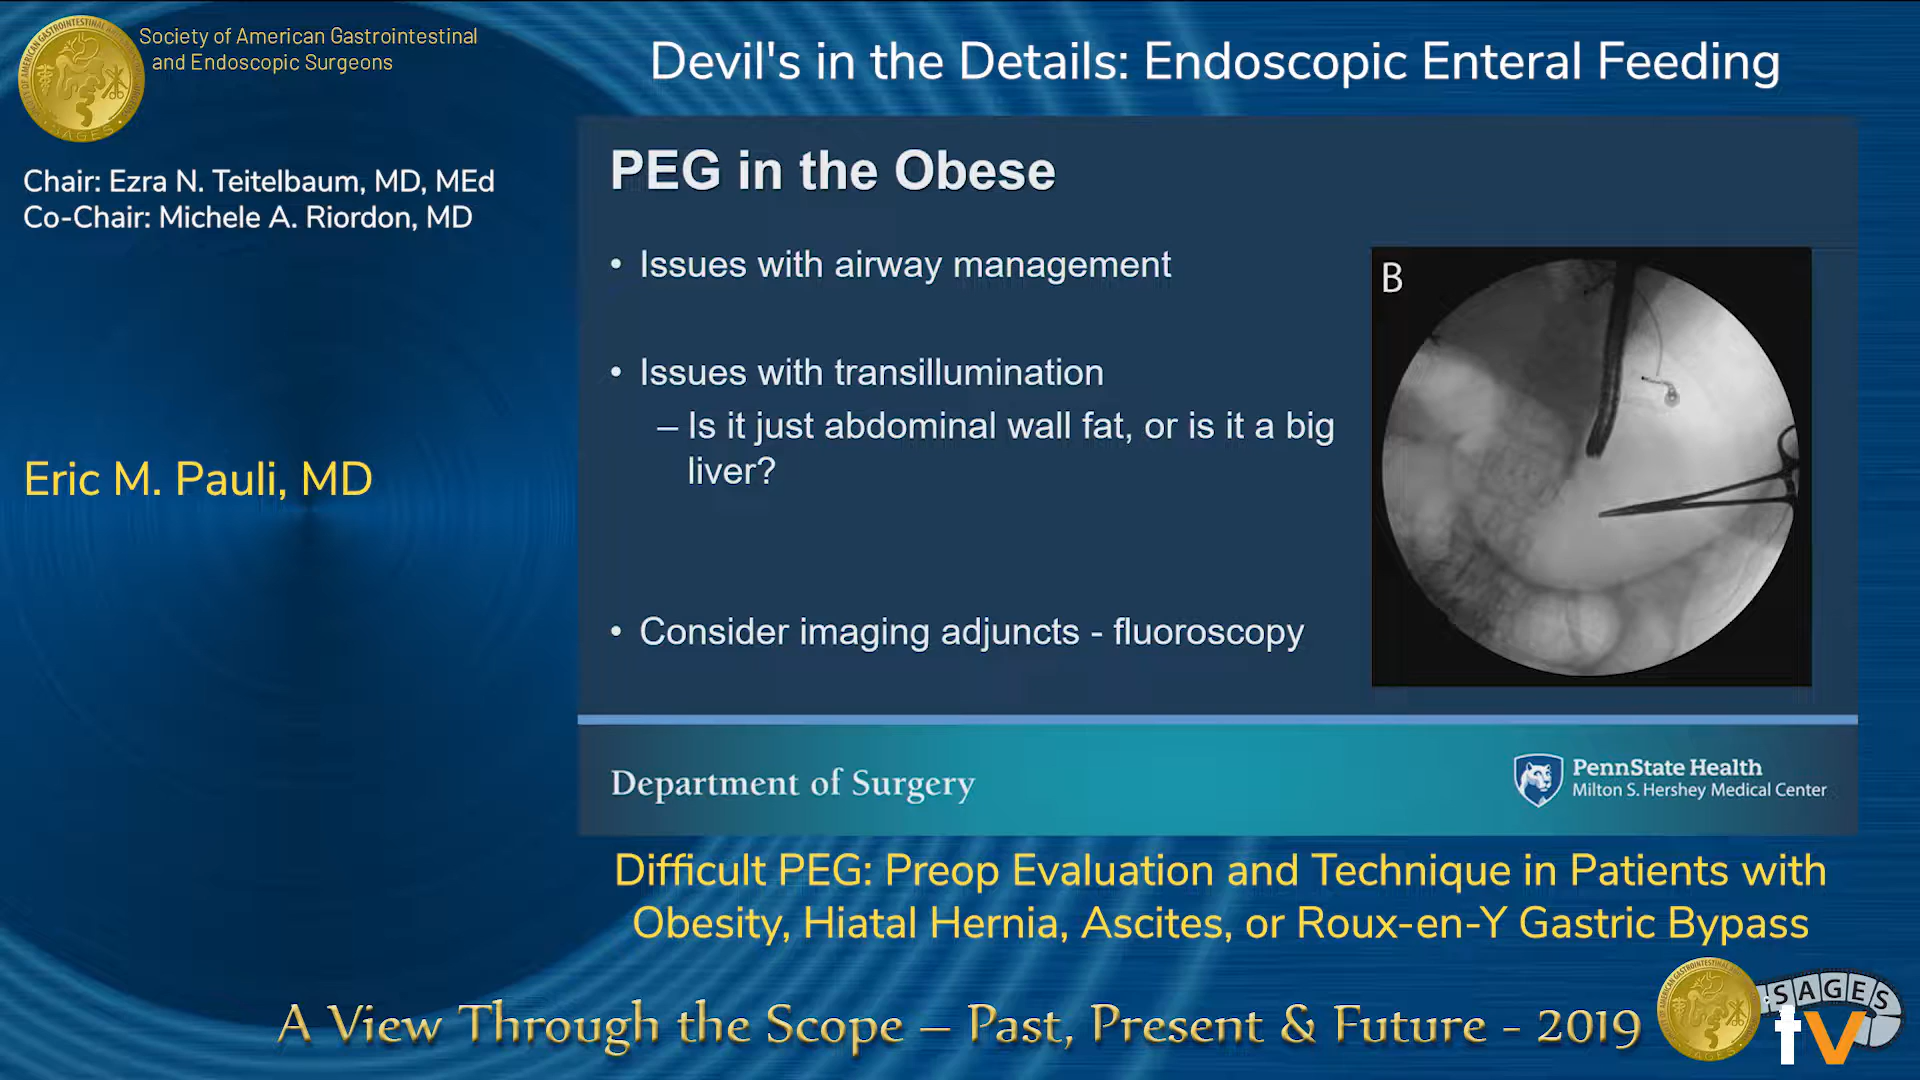 Society of American Gastrointestinal
and Endoscopic Surgeons
Devil's in the Details: Endoscopic Enteral Feeding
Chair: Ezra N. Teitelbaum, MD, MEd
Co-Chair: Michele A. Riordon, MD
Eric M. Pauli, MD
PEG in the Obese
• Issues with airway management
• Issues with transillumination
– Is it just abdominal wall fat, or is it a big
liver?
• Consider imaging adjuncts - fluoroscopy
B
Department of Surgery
PennState Health
Milton S. Hershey Medical Center
Difficult PEG: Preop Evaluation and Technique in Patients with
Obesity, Hiatal Hernia, Ascites, or Roux-en-Y Gastric Bypass
A View Through the Scope – Past, Present & Future - 2019
SAGES
tv